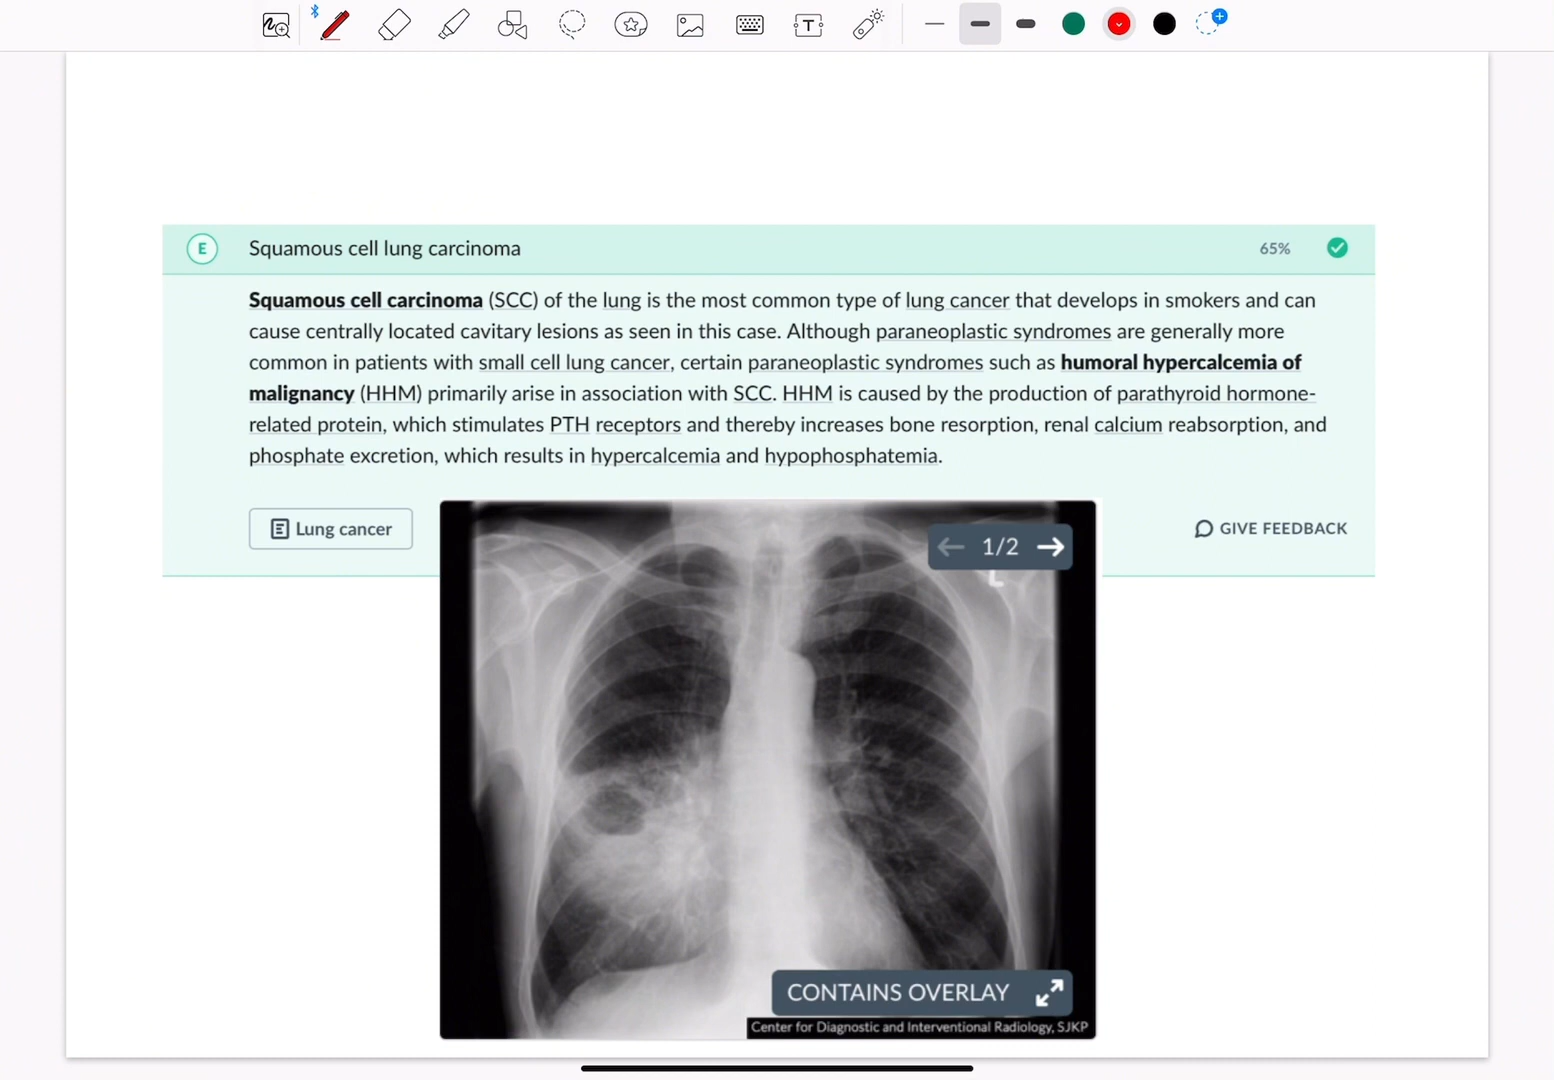 E Squamous cell lung carcinoma 65%
Squamous cell carcinoma (SCC) of the lung is the most common type of lung cancer that develops in smokers and can
cause centrally located cavitary lesions as seen in this case. Although paraneoplastic syndromes are generally more
common in patients with small cell lung cancer, certain paraneoplastic syndromes such as humoral hypercalcemia of
malignancy (HHM) primarily arise in association with SCC. HHM is caused by the production of parathyroid hormone-
related protein, which stimulates PTH receptors and thereby increases bone resorption, renal calcium reabsorption, and
phosphate excretion, which results in hypercalcemia and hypophosphatemia.
Lung cancer
GIVE FEEDBACK
1/2
L
CONTAINS OVERLAY
Center for Diagnostic and Interventional Radiology, SJKP